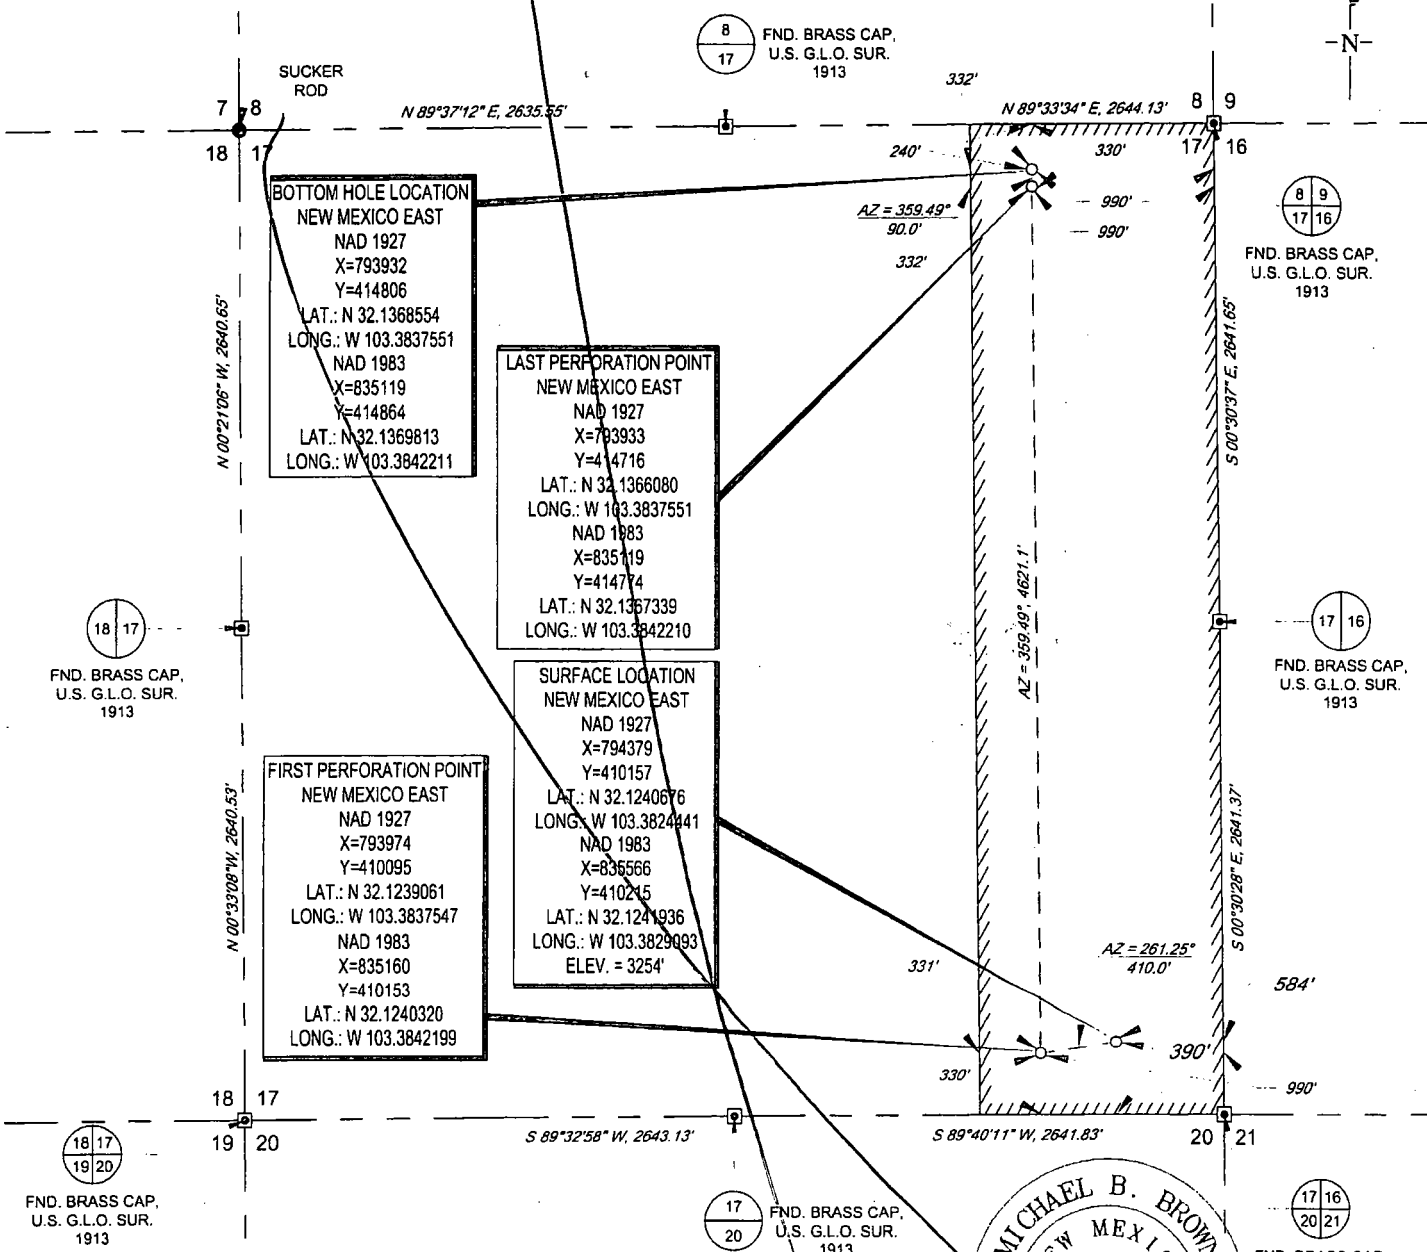 8
17
FND. BRASS CAP,
U.S. G.L.O. SUR.
1913
-N-
SUCKER
ROD
7 8
18 17
N 89°37'12" E, 2635.55'
332'
N 89°33'34" E, 2644.13'
8 9
17 16
240'
330'
990'
990'
AZ = 359.49°
90.0'
332'
8 9
17 16
FND. BRASS CAP,
U.S. G.L.O. SUR.
1913
BOTTOM HOLE LOCATION
NEW MEXICO EAST
NAD 1927
X=793932
Y=414806
LAT.: N 32.1368554
LONG.: W 103.3837551
NAD 1983
X=835119
Y=414864
LAT.: N 32.1369813
LONG.: W 103.3842211
N 00°21'06" W, 2640.65'
S 00°30'37" E, 2641.65'
LAST PERFORATION POINT
NEW MEXICO EAST
NAD 1927
X=793933
Y=414716
LAT.: N 32.1366080
LONG.: W 103.3837551
NAD 1983
X=835119
Y=414774
LAT.: N 32.1367339
LONG.: W 103.3842210
AZ = 359.49°, 4621.1'
18 17
FND. BRASS CAP,
U.S. G.L.O. SUR.
1913
17 16
FND. BRASS CAP,
U.S. G.L.O. SUR.
1913
SURFACE LOCATION
NEW MEXICO EAST
NAD 1927
X=794379
Y=410157
LAT.: N 32.1240676
LONG.: W 103.3824441
NAD 1983
X=835566
Y=410215
LAT.: N 32.1241936
LONG.: W 103.3829093
ELEV. = 3254'
FIRST PERFORATION POINT
NEW MEXICO EAST
NAD 1927
X=793974
Y=410095
LAT.: N 32.1239061
LONG.: W 103.3837547
NAD 1983
X=835160
Y=410153
LAT.: N 32.1240320
LONG.: W 103.3842199
N 00°33'08" W, 2640.53'
S 00°30'28" E, 2641.37'
AZ = 261.25°
410.0'
331'
584'
390'
330'
990'
18 17
19 20
S 89°32'58" W, 2643.13'
S 89°40'11" W, 2641.83'
20 21
18 17
19 20
FND. BRASS CAP,
U.S. G.L.O. SUR.
1913
17
20
FND. BRASS CAP,
U.S. G.L.O. SUR.
1913
MICHAEL B. BROWN
17 16
20 21